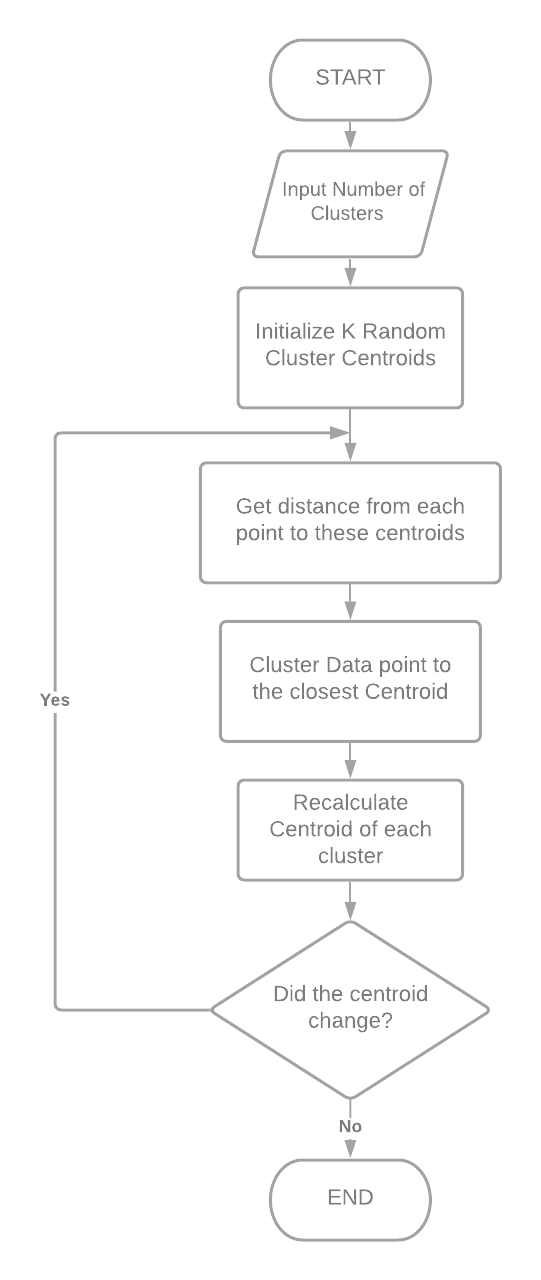 START
Input Number of
Clusters
Initialize K Random
Cluster Centroids
Get distance from each
point to these centroids
Cluster Data point to
the closest Centroid
Yes
Recalculate
Centroid of each
cluster
Did the centroid
change?
No
END